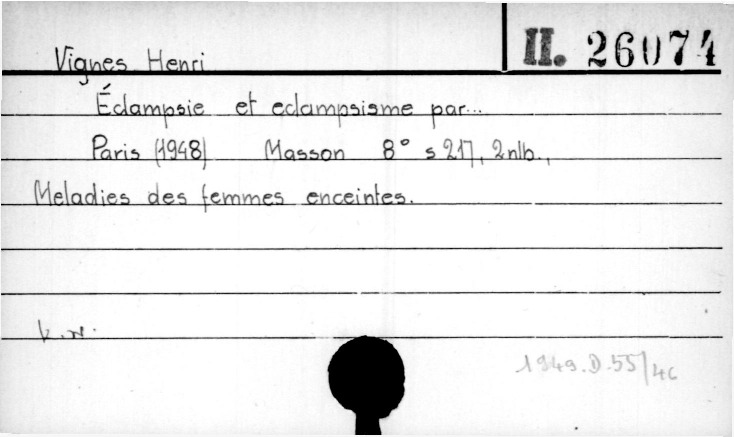 II. 26074
Vignes Henri
Éclampsie et eclampsisme par...
Paris (1948) Masson 8° s 217, 2nlb.,
Meladies des femmes enceintes.
k.n.
1949.D.55/46